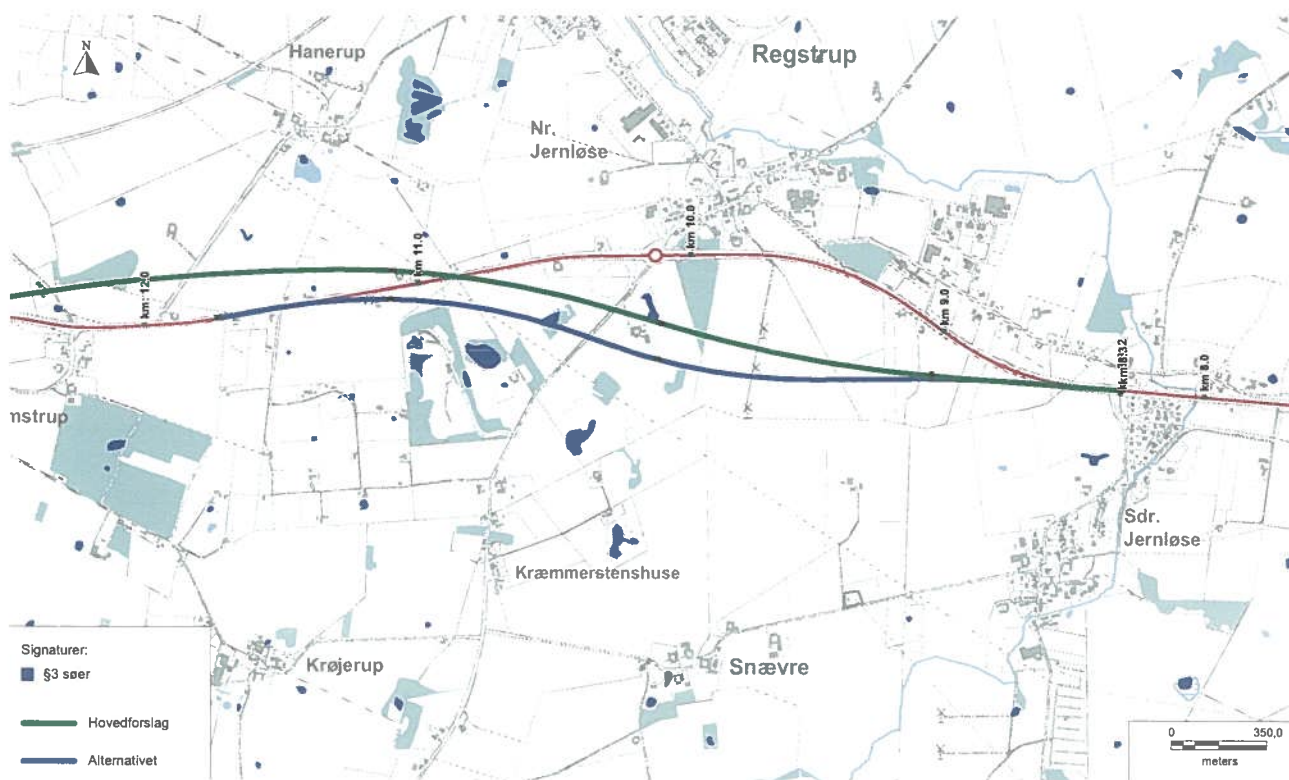 N
Hanerup
Regstrup
Nr.
Jernløse
km 10.0
km 11.0
km 12.0
km 9.0
km 8.0
mstrup
Sdr.
Jernløse
Kræmmerstenshuse
Krøjerup
Snævre
Signaturer:
§3 søer
Hovedforslag
Alternativet
0 350,0
meters